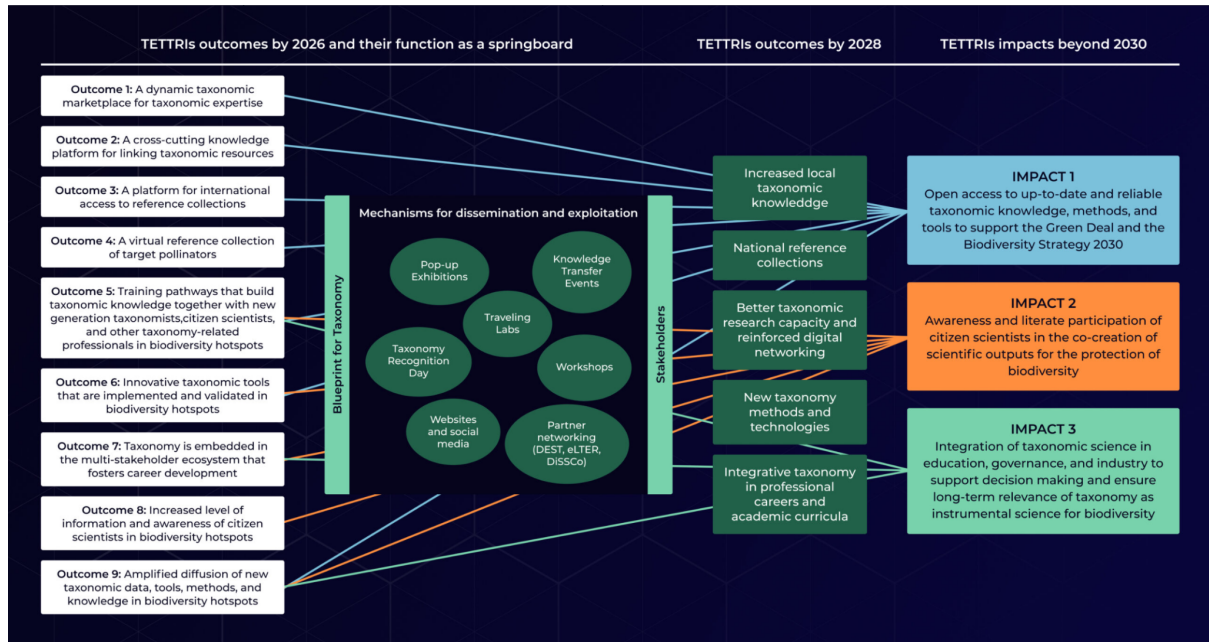 TETTRIs outcomes by 2026 and their function as a springboard
TETTRIs outcomes by 2028
TETTRIs impacts beyond 2030
Outcome 1: A dynamic taxonomic
marketplace for taxonomic expertise
Outcome 2: A cross-cutting knowledge
platform for linking taxonomic resources
Outcome 3: A platform for international
access to reference collections
Outcome 4: A virtual reference collection
of target pollinators
Outcome 5: Training pathways that build
taxonomic knowledge together with new
generation taxonomists,citizen scientists,
and other taxonomy-related
professionals in biodiversity hotspots
Outcome 6: Innovative taxonomic tools
that are implemented and validated in
biodiversity hotspots
Outcome 7: Taxonomy is embedded in
the multi-stakeholder ecosystem that
fosters career development
Outcome 8: Increased level of
information and awareness of citizen
scientists in biodiversity hotspots
Outcome 9: Amplified diffusion of new
taxonomic data, tools, methods, and
knowledge in biodiversity hotspots
Blueprint for Taxonomy
Mechanisms for dissemination and exploitation
Pop-up
Exhibitions
Knowledge
Transfer
Events
Traveling
Labs
Taxonomy
Recognition
Day
Workshops
Websites
and social
media
Partner
networking
(DEST, eLTER,
DiSSCo)
Stakeholders
Increased local
taxonomic
knowleddge
National reference
collections
Better taxonomic
research capacity and
reinforced digital
networking
New taxonomy
methods and
technologies
Integrative taxonomy
in professional
careers and
academic curricula
IMPACT 1
Open access to up-to-date and reliable
taxonomic knowledge, methods, and
tools to support the Green Deal and the
Biodiversity Strategy 2030
IMPACT 2
Awareness and literate participation of
citizen scientists in the co-creation of
scientific outputs for the protection of
biodiversity
IMPACT 3
Integration of taxonomic science in
education, governance, and industry to
support decision making and ensure
long-term relevance of taxonomy as
instrumental science for biodiversity